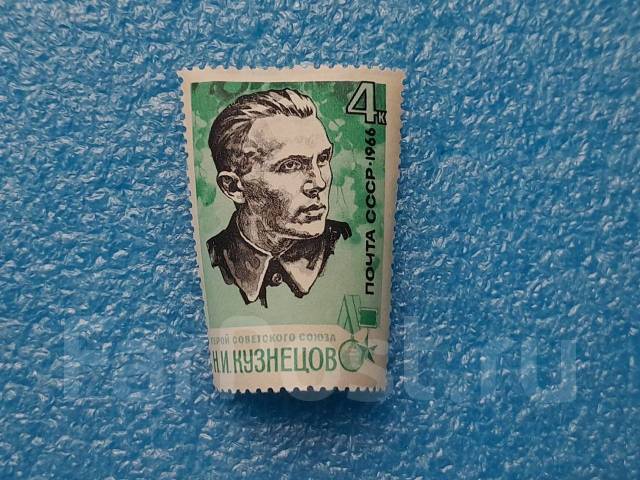 4к
ПОЧТА СССР·1966
ГЕРОЙ СОВЕТСКОГО СОЮЗА
Н.И.КУЗНЕЦОВ